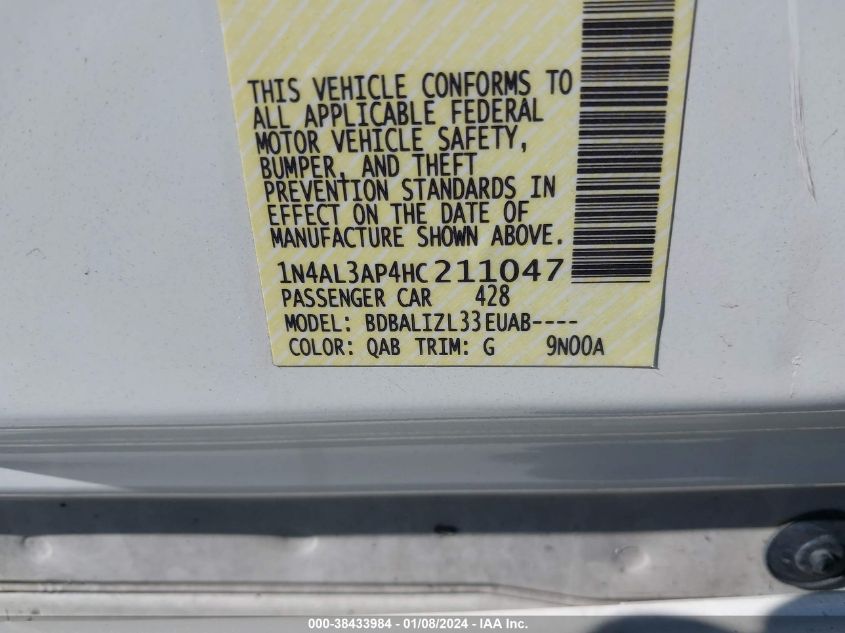 THIS VEHICLE CONFORMS TO
ALL APPLICABLE FEDERAL
MOTOR VEHICLE SAFETY,
BUMPER, AND THEFT
PREVENTION STANDARDS IN
EFFECT ON THE DATE OF
MANUFACTURE SHOWN ABOVE.
1N4AL3AP4HC211047
PASSENGER CAR 428
MODEL: BDBALIZL33EUAB----
COLOR: QAB TRIM: G 9N00A
000-38433984 - 01/08/2024 - IAA Inc.